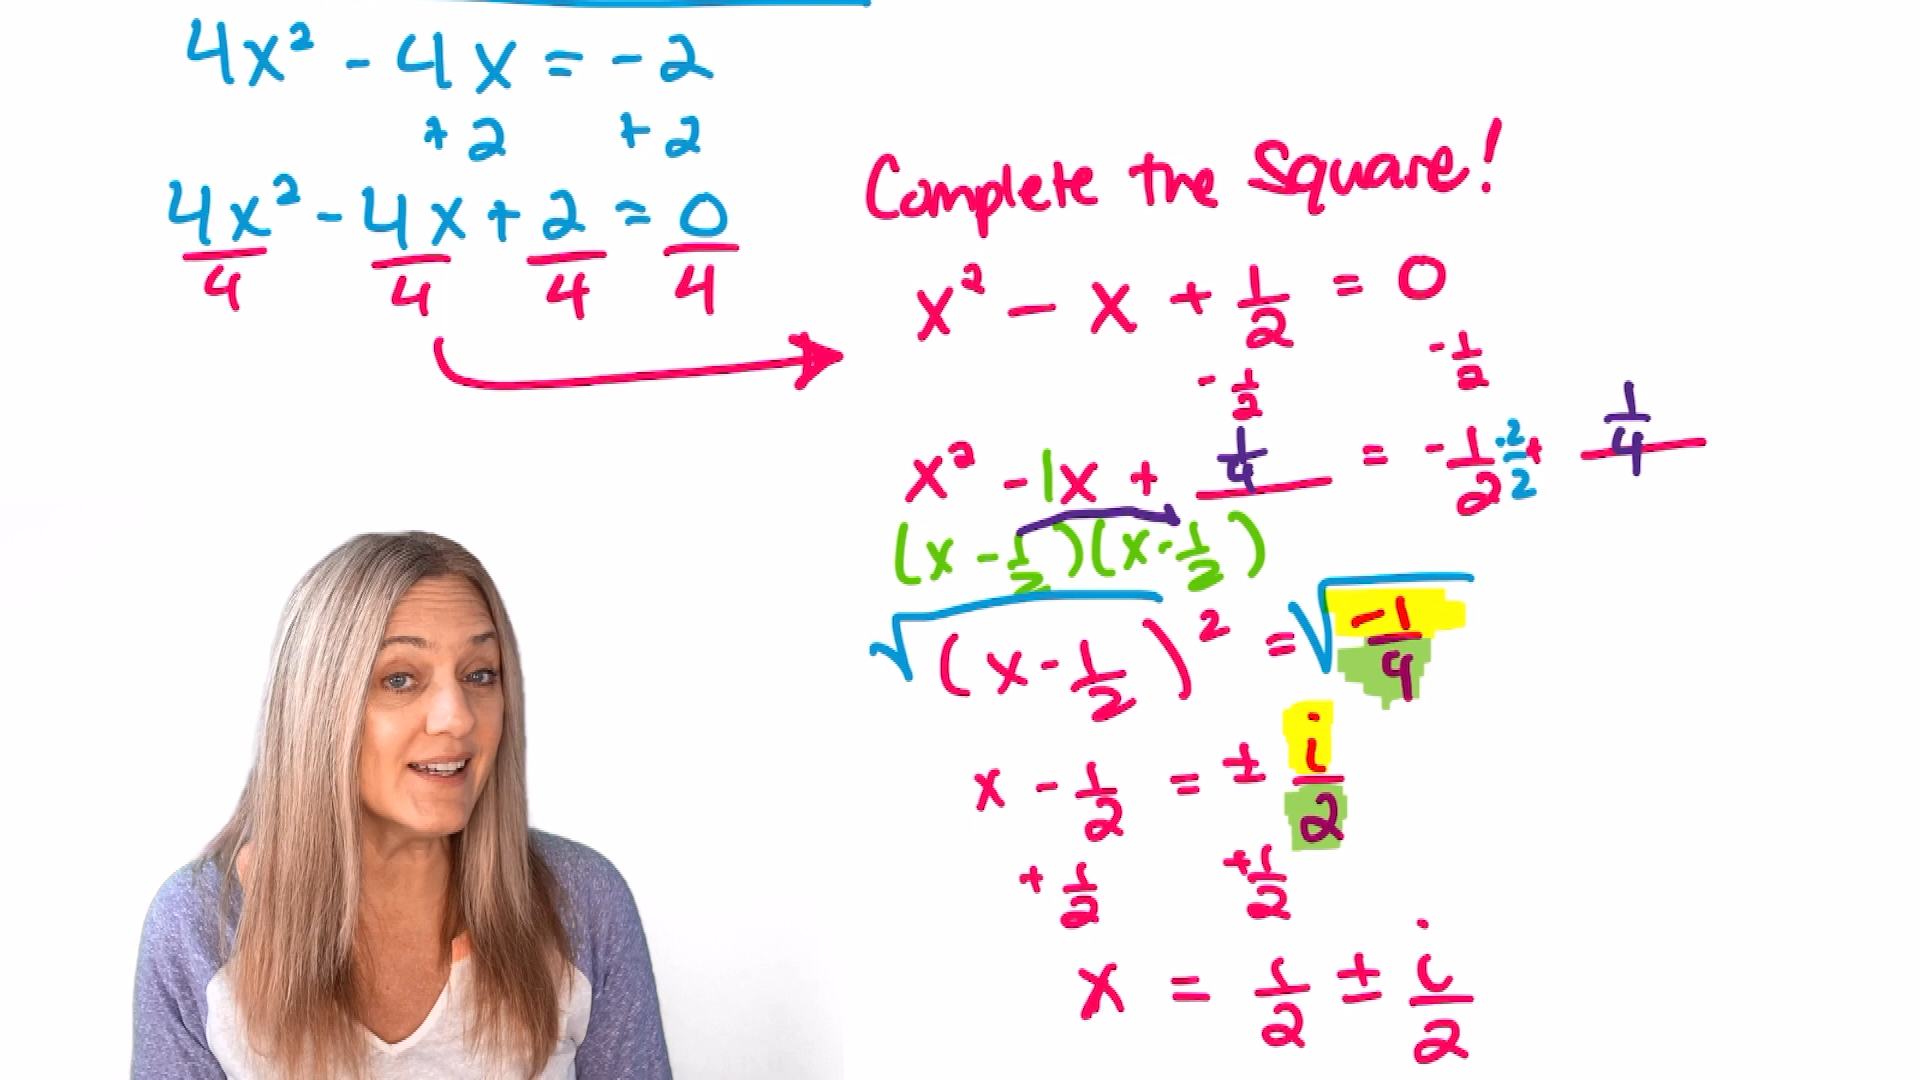 4x² - 4x = -2
+2 +2
4x² - 4x + 2 = 0
4 4 4 4
Complete the Square!
x² - x + 1/2 = 0
-1/2 -1/2
x² - 1x + 1/4 = -1/2 ·2/2 + 1/4
(x - 1/2)(x - 1/2)
√(x - 1/2)² = √-1/4
x - 1/2 = ± i/2
+ 1/2 + 1/2
x = 1/2 ± i/2